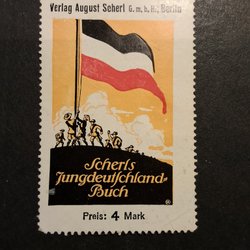 Verlag August Scherl G. m. b. H., Berlin
Scherls
Jungdeutschland-
Buch
®
Preis: 4 Mark